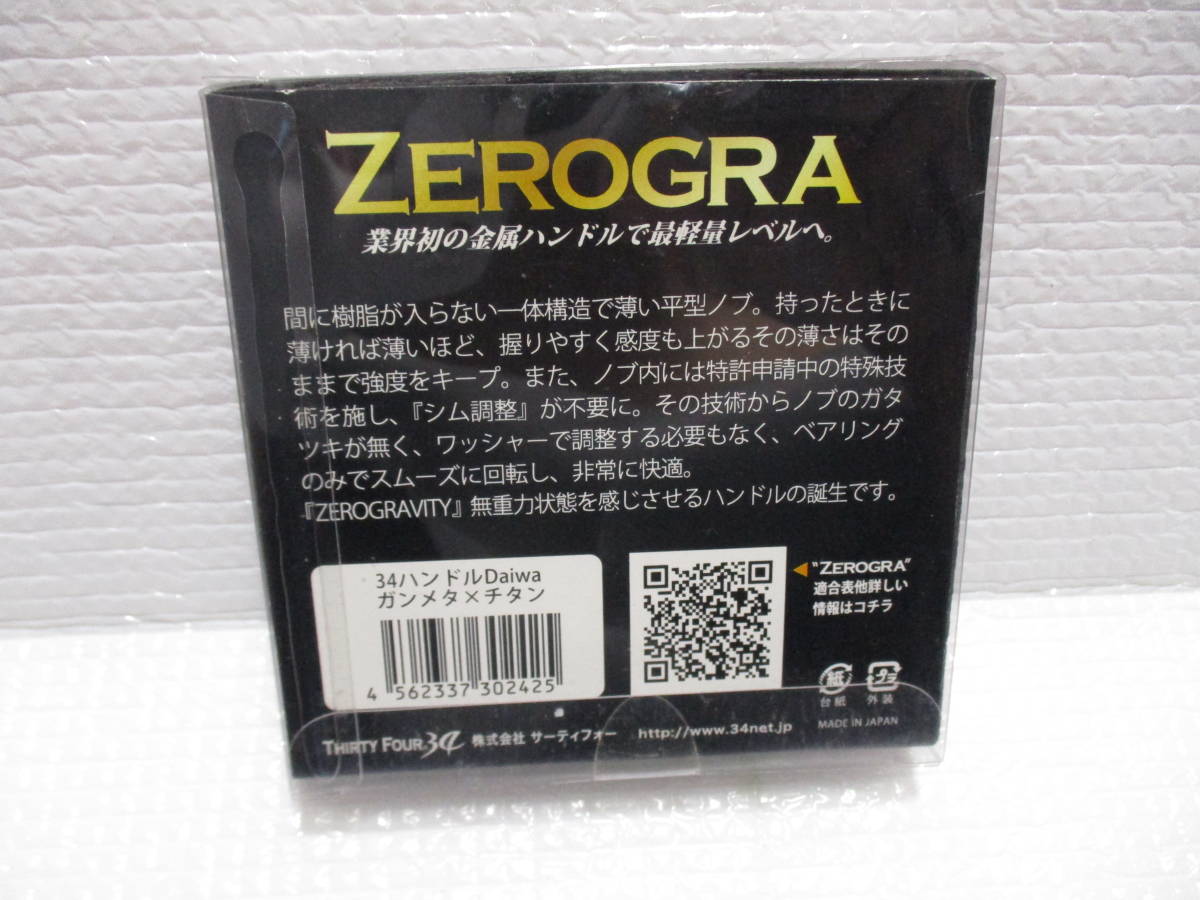 ZEROGRA
業界初の金属ハンドルで最軽量レベルへ。
間に樹脂が入らない一体構造で薄い平型ノブ。持ったときに
薄ければ薄いほど、握りやすく感度も上がるその薄さはその
ままで強度をキープ。また、ノブ内には特許申請中の特殊技
術を施し、『シム調整』が不要に。その技術からノブのガタ
ツキが無く、ワッシャーで調整する必要もなく、ベアリング
のみでスムーズに回転し、非常に快適。
『ZEROGRAVITY』無重力状態を感じさせるハンドルの誕生です。
34ハンドルDaiwa
ガンメタ×チタン
4 562337 302425
"ZEROGRA"
適合表他詳しい
情報はコチラ
紙 プラ
台紙 外装
MADE IN JAPAN
THIRTY FOUR 34 株式会社 サーティフォー http://www.34net.jp